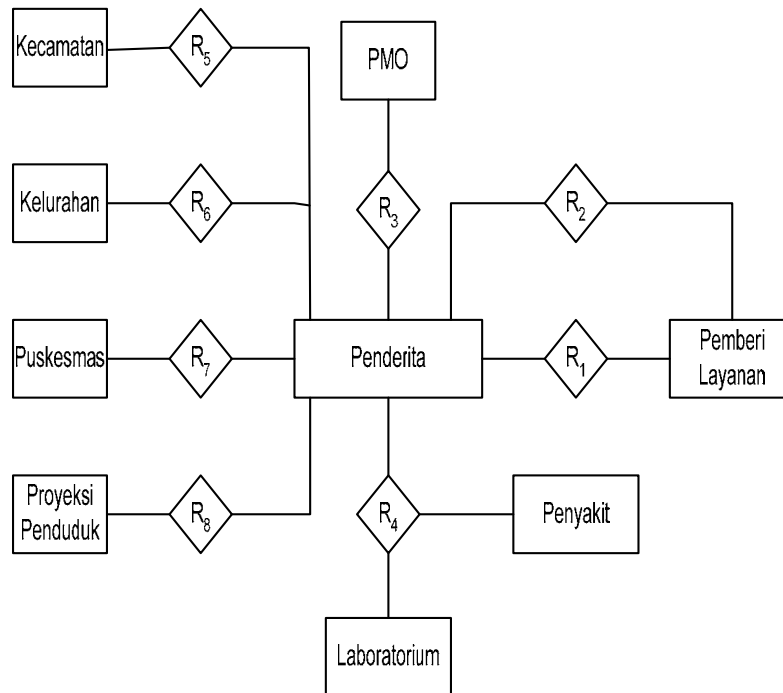 Kecamatan
R5
PMO
Kelurahan
R6
R3
R2
Puskesmas
R7
Penderita
R1
Pemberi
Layanan
Proyeksi
Penduduk
R8
R4
Penyakit
Laboratorium